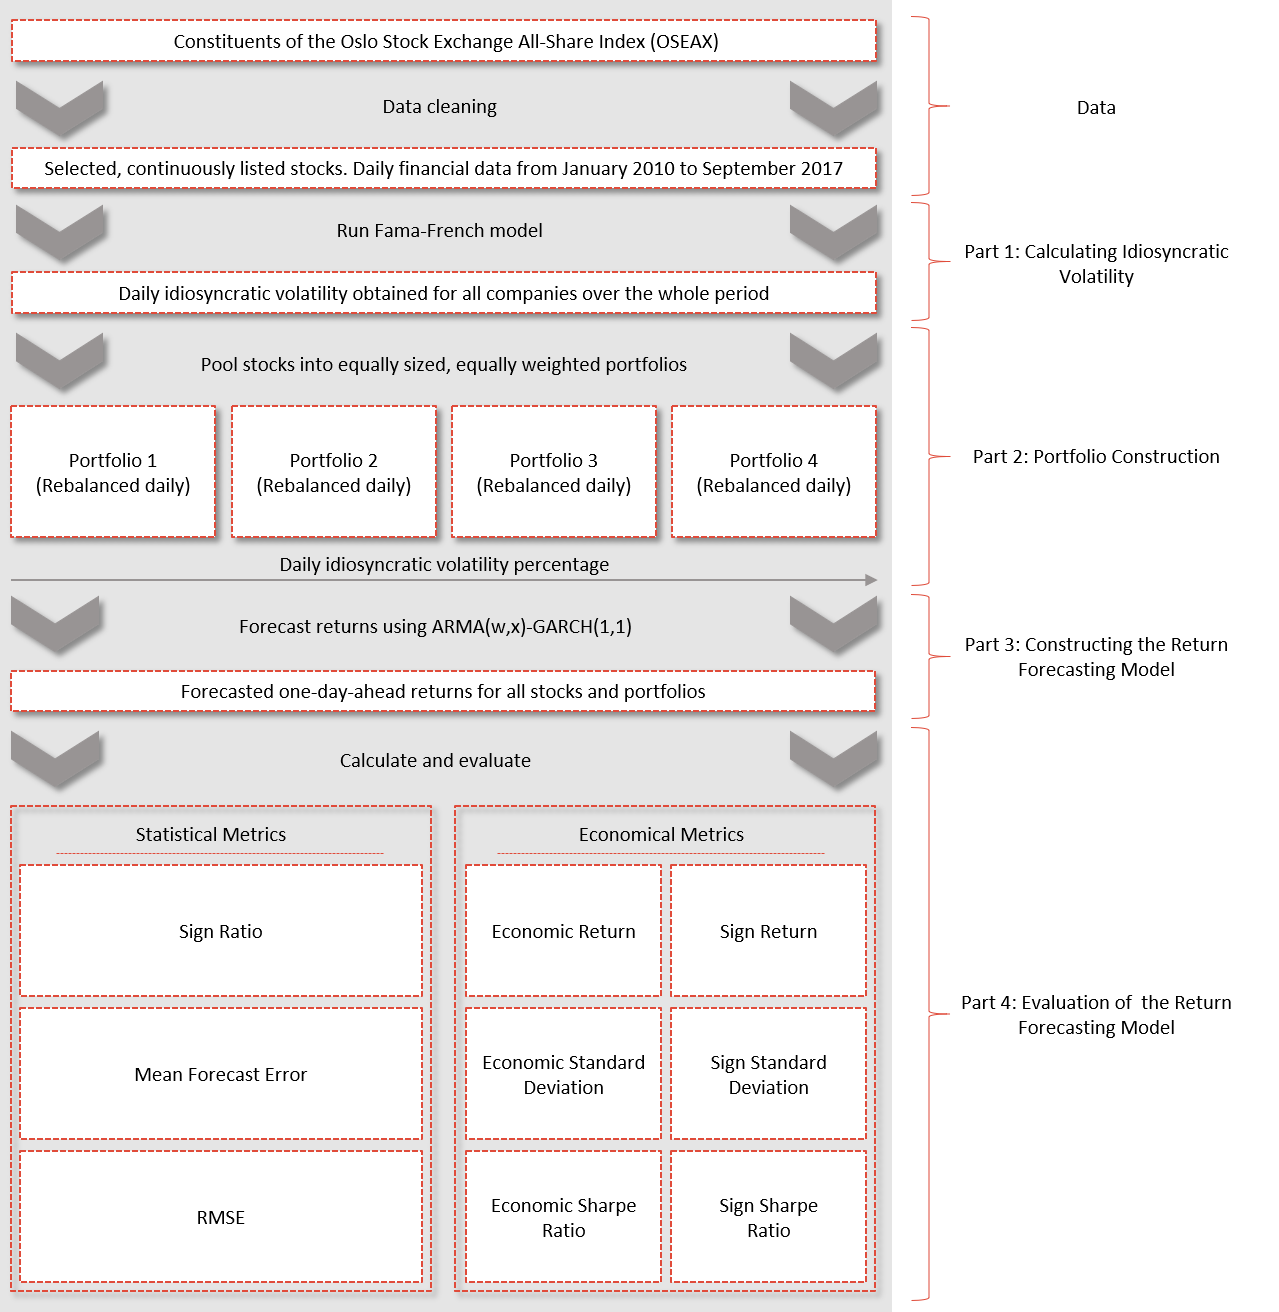 Constituents of the Oslo Stock Exchange All-Share Index (OSEAX)
Data cleaning
Data
Selected, continuously listed stocks. Daily financial data from January 2010 to September 2017
Run Fama-French model
Part 1: Calculating Idiosyncratic
Volatility
Daily idiosyncratic volatility obtained for all companies over the whole period
Pool stocks into equally sized, equally weighted portfolios
Portfolio 1
(Rebalanced daily)
Portfolio 2
(Rebalanced daily)
Portfolio 3
(Rebalanced daily)
Portfolio 4
(Rebalanced daily)
Part 2: Portfolio Construction
Daily idiosyncratic volatility percentage
Forecast returns using ARMA(w,x)-GARCH(1,1)
Part 3: Constructing the Return
Forecasting Model
Forecasted one-day-ahead returns for all stocks and portfolios
Calculate and evaluate
Statistical Metrics
Sign Ratio
Mean Forecast Error
RMSE
Economical Metrics
Economic Return
Sign Return
Economic Standard
Deviation
Sign Standard
Deviation
Economic Sharpe
Ratio
Sign Sharpe
Ratio
Part 4: Evaluation of  the Return
Forecasting Model